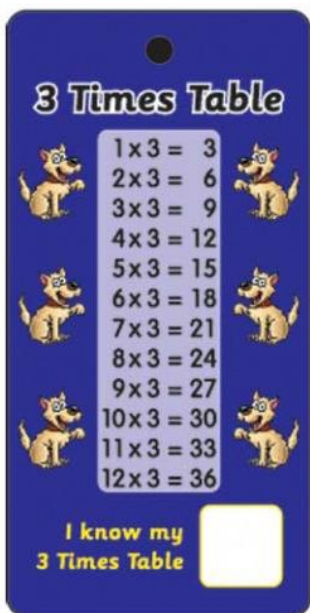 3 Times Table
1 x 3 = 3
2 x 3 = 6
3 x 3 = 9
4 x 3 = 12
5 x 3 = 15
6 x 3 = 18
7 x 3 = 21
8 x 3 = 24
9 x 3 = 27
10 x 3 = 30
11 x 3 = 33
12 x 3 = 36
I know my
3 Times Table